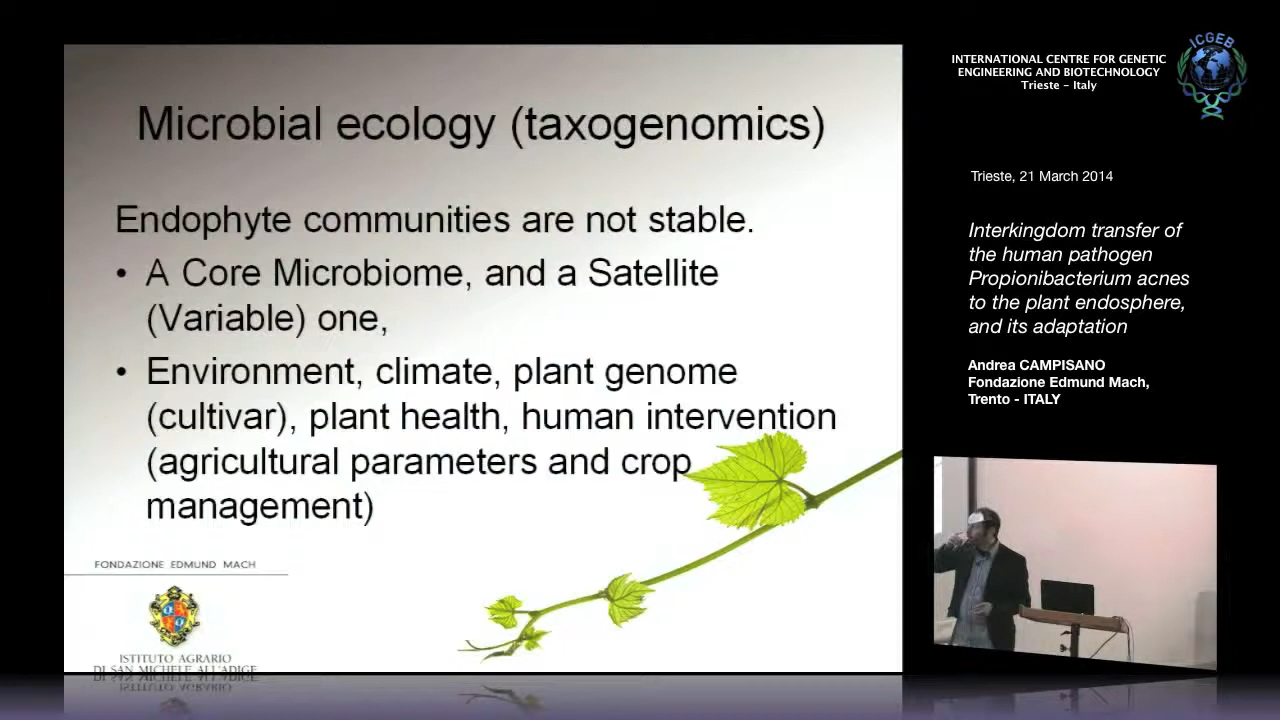 Microbial ecology (taxogenomics)
Endophyte communities are not stable.
• A Core Microbiome, and a Satellite
(Variable) one,
• Environment, climate, plant genome
(cultivar), plant health, human intervention
(agricultural parameters and crop
management)
FONDAZIONE EDMUND MACH
ISTITUTO AGRARIO
DI SAN MICHELE ALL'ADIGE
INTERNATIONAL CENTRE FOR GENETIC
ENGINEERING AND BIOTECHNOLOGY
Trieste - Italy
ICGEB
Trieste, 21 March 2014
Interkingdom transfer of
the human pathogen
Propionibacterium acnes
to the plant endosphere,
and its adaptation
Andrea CAMPISANO
Fondazione Edmund Mach,
Trento - ITALY